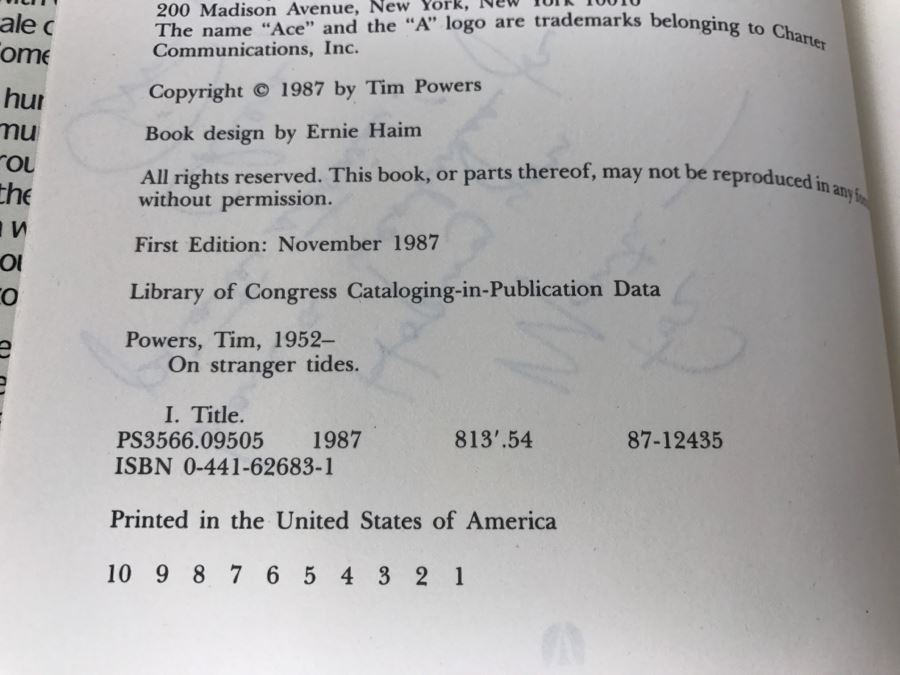 200 Madison Avenue, New York, New York 10016
The name “Ace” and the “A” logo are trademarks belonging to Charter
Communications, Inc.
Copyright © 1987 by Tim Powers
Book design by Ernie Haim
All rights reserved. This book, or parts thereof, may not be reproduced in any
without permission.
First Edition: November 1987
Library of Congress Cataloging-in-Publication Data
Powers, Tim, 1952–
On stranger tides.
I. Title.
PS3566.09505 1987 813′.54 87-12435
ISBN 0-441-62683-1
Printed in the United States of America
10 9 8 7 6 5 4 3 2 1